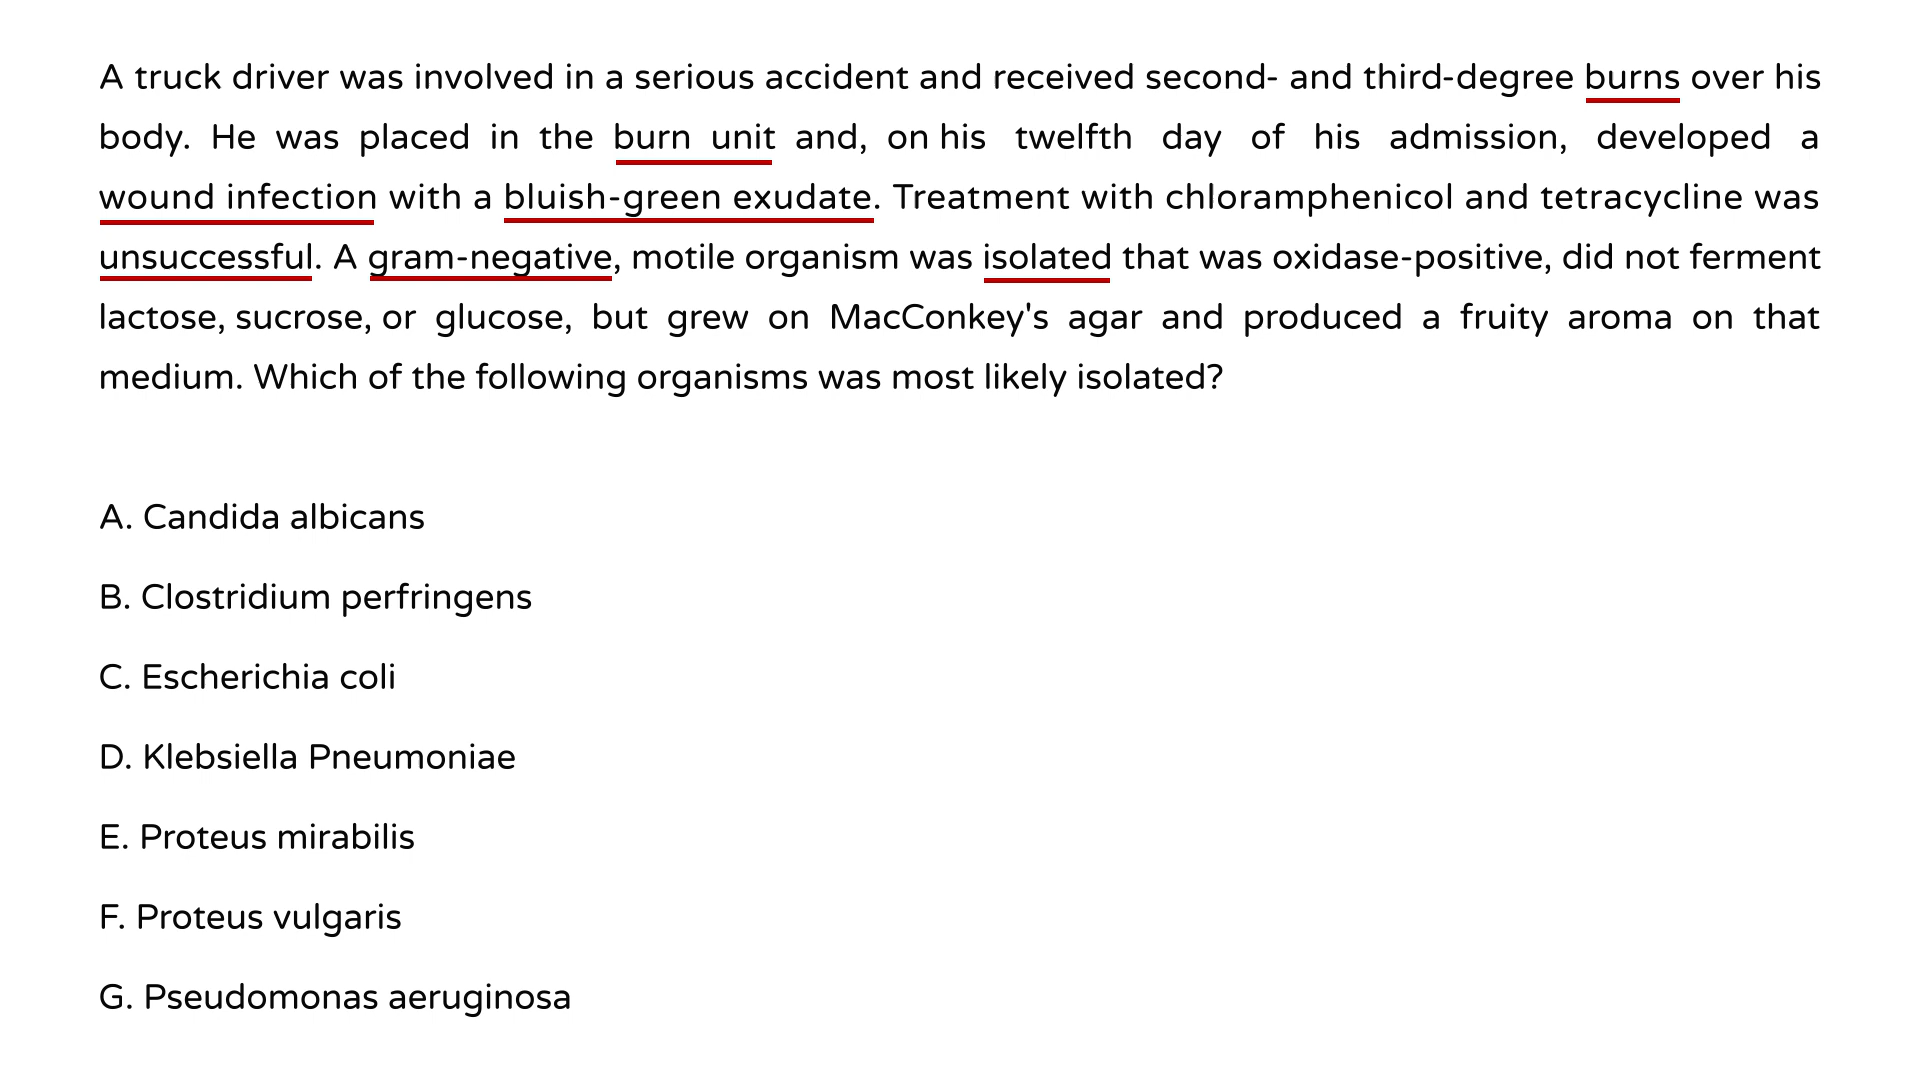 A truck driver was involved in a serious accident and received second- and third-degree burns over his
body. He was placed in the burn unit and, on his twelfth day of his admission, developed a
wound infection with a bluish-green exudate. Treatment with chloramphenicol and tetracycline was
unsuccessful. A gram-negative, motile organism was isolated that was oxidase-positive, did not ferment
lactose, sucrose, or glucose, but grew on MacConkey's agar and produced a fruity aroma on that
medium. Which of the following organisms was most likely isolated?
A. Candida albicans
B. Clostridium perfringens
C. Escherichia coli
D. Klebsiella Pneumoniae
E. Proteus mirabilis
F. Proteus vulgaris
G. Pseudomonas aeruginosa